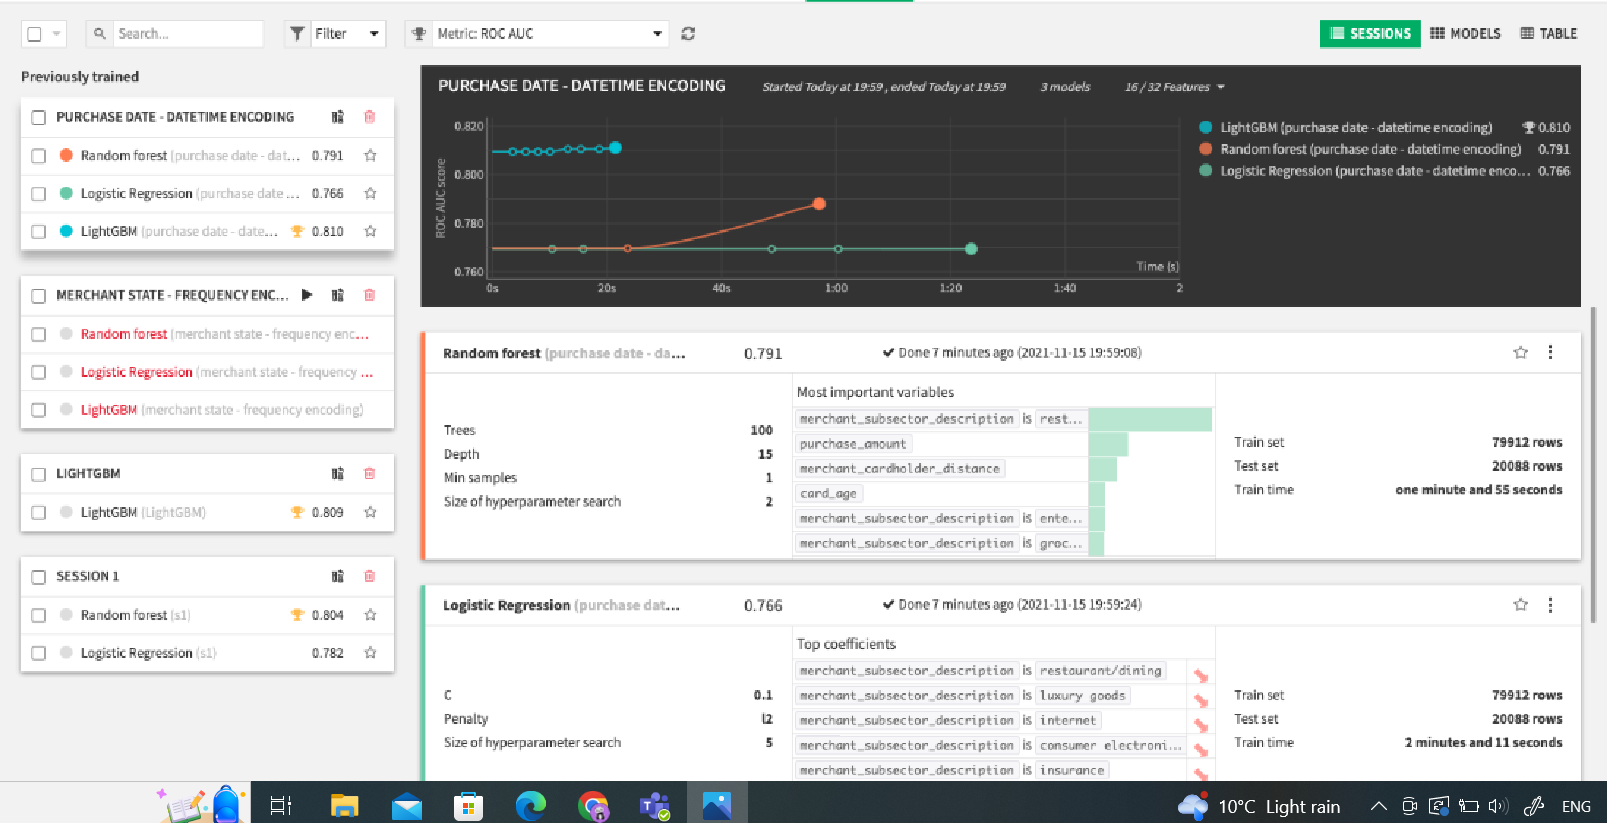 Search...
Filter
Metric: ROC AUC
SESSIONS
MODELS
TABLE
Previously trained
PURCHASE DATE - DATETIME ENCODING
Random forest (purchase date - dat... 0.791
Logistic Regression (purchase date ... 0.766
LightGBM (purchase date - date... 0.810
MERCHANT STATE - FREQUENCY ENC...
Random forest (merchant state - frequency enc...
Logistic Regression (merchant state - frequency ...
LightGBM (merchant state - frequency encoding)
LIGHTGBM
LightGBM (LightGBM) 0.809
SESSION 1
Random forest (s1) 0.804
Logistic Regression (s1) 0.782
PURCHASE DATE - DATETIME ENCODING
Started Today at 19:59 , ended Today at 19:59
3 models
16 / 32 Features
ROC AUC score
0.820
0.800
0.780
0.760
0s 20s 40s 1:00 1:20 1:40 2
Time (s)
LightGBM (purchase date - datetime encoding) 0.810
Random forest (purchase date - datetime encoding) 0.791
Logistic Regression (purchase date - datetime enco... 0.766
Random forest (purchase date - da... 0.791
Done 7 minutes ago (2021-11-15 19:59:08)
Trees 100
Depth 15
Min samples 1
Size of hyperparameter search 2
Most important variables
merchant_subsector_description is rest...
purchase_amount
merchant_cardholder_distance
card_age
merchant_subsector_description is ente...
merchant_subsector_description is groc...
Train set 79912 rows
Test set 20088 rows
Train time one minute and 55 seconds
Logistic Regression (purchase dat... 0.766
Done 7 minutes ago (2021-11-15 19:59:24)
C 0.1
Penalty l2
Size of hyperparameter search 5
Top coefficients
merchant_subsector_description is restaurant/dining
merchant_subsector_description is luxury goods
merchant_subsector_description is internet
merchant_subsector_description is consumer electroni...
merchant_subsector_description is insurance
Train set 79912 rows
Test set 20088 rows
Train time 2 minutes and 11 seconds
10°C Light rain
ENG